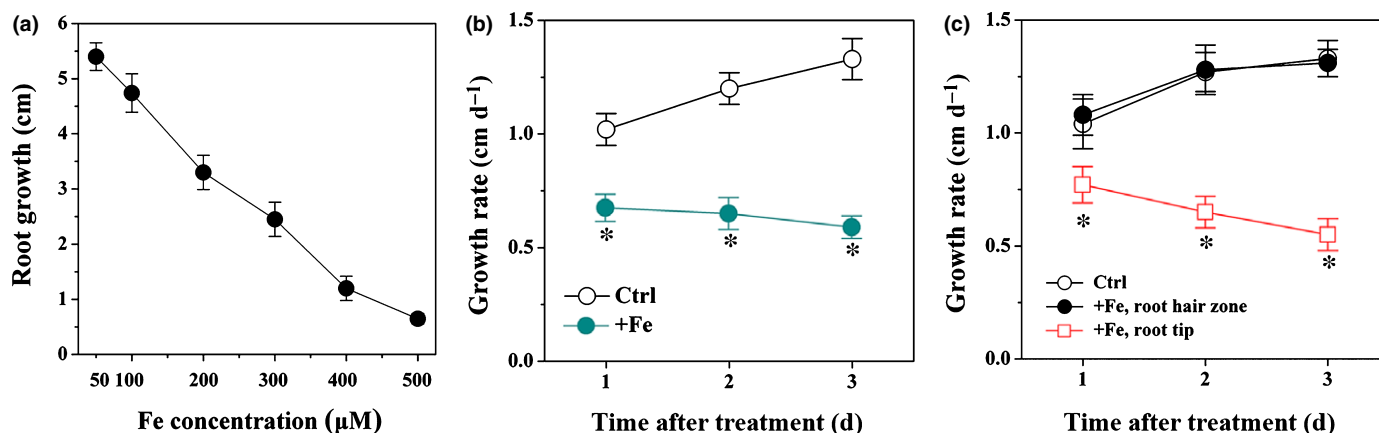 (a)
Root growth (cm)
6
5
4
3
2
1
0
50 100 200 300 400 500
Fe concentration (μM)
(b)
Growth rate (cm d⁻¹)
1.5
1.0
0.5
0.0
* * *
Ctrl
+Fe
1 2 3
Time after treatment (d)
(c)
Growth rate (cm d⁻¹)
1.5
1.0
0.5
0.0
* * *
Ctrl
+Fe, root hair zone
+Fe, root tip
1 2 3
Time after treatment (d)